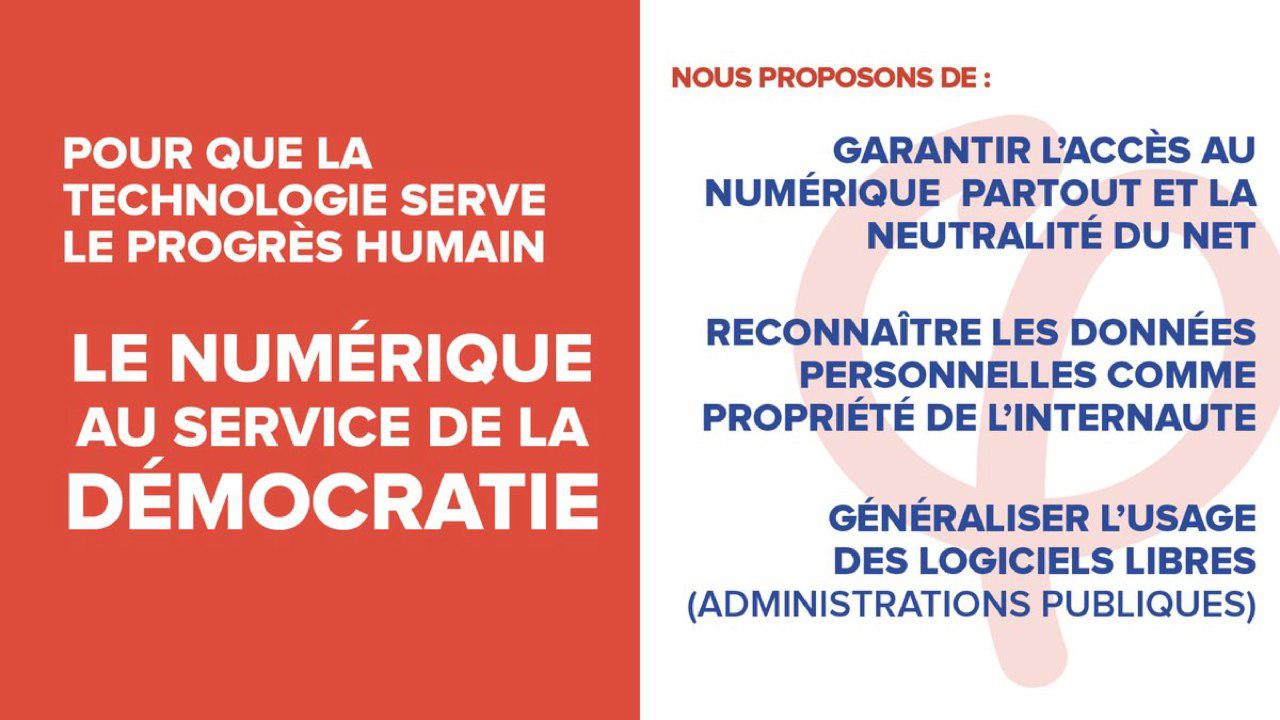 POUR QUE LA
TECHNOLOGIE SERVE
LE PROGRÈS HUMAIN
LE NUMÉRIQUE
AU SERVICE DE LA
DÉMOCRATIE
NOUS PROPOSONS DE :
GARANTIR L’ACCÈS AU
NUMÉRIQUE PARTOUT ET LA
NEUTRALITÉ DU NET
RECONNAÎTRE LES DONNÉES
PERSONNELLES COMME
PROPRIÉTÉ DE L’INTERNAUTE
GÉNÉRALISER L’USAGE
DES LOGICIELS LIBRES
(ADMINISTRATIONS PUBLIQUES)